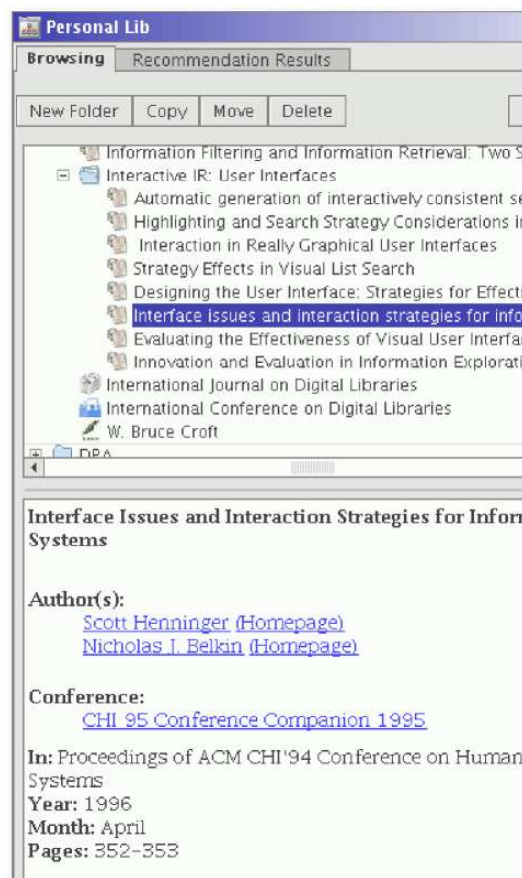 Personal Lib
Browsing Recommendation Results
New Folder Copy Move Delete
Information Filtering and Information Retrieval: Two S
Interactive IR: User Interfaces
Automatic generation of interactively consistent se
Highlighting and Search Strategy Considerations i
Interaction in Really Graphical User Interfaces
Strategy Effects in Visual List Search
Designing the User Interface: Strategies for Effecti
Interface issues and interaction strategies for info
Evaluating the Effectiveness of Visual User Interfa
Innovation and Evaluation in Information Explorati
International Journal on Digital Libraries
International Conference on Digital Libraries
W. Bruce Croft
Interface Issues and Interaction Strategies for Infor
Systems
Author(s):
Scott Henninger (Homepage)
Nicholas J. Belkin (Homepage)
Conference:
CHI 95 Conference Companion 1995
In: Proceedings of ACM CHI'94 Conference on Human
Systems
Year: 1996
Month: April
Pages: 352-353